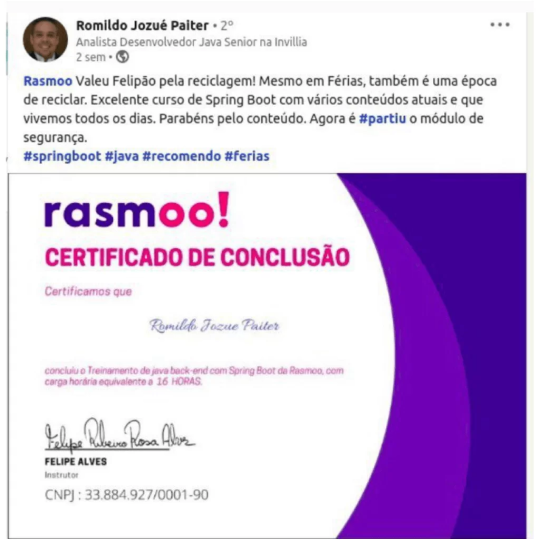 Romildo Jozué Paiter • 2º
Analista Desenvolvedor Java Senior na Invillia
2 sem •
Rasmoo Valeu Felipão pela reciclagem! Mesmo em Férias, também é uma época
de reciclar. Excelente curso de Spring Boot com vários conteúdos atuais e que
vivemos todos os dias. Parabéns pelo conteúdo. Agora é #partiu o módulo de
segurança.
#springboot #java #recomendo #ferias
rasmoo!
CERTIFICADO DE CONCLUSÃO
Certificamos que
Romildo Jozue Paiter
concluiu o Treinamento de java back-end com Spring Boot da Rasmoo, com
carga horária equivalente a 16 HORAS.
Felipe Ribeiro Rosa Alves
FELIPE ALVES
Instrutor
CNPJ : 33.884.927/0001-90